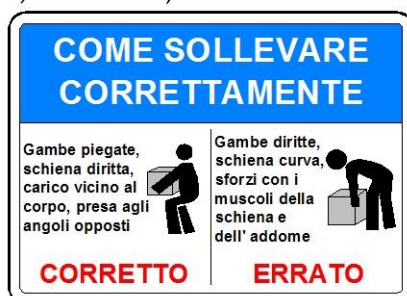 COME SOLLEVARE
CORRETTAMENTE
Gambe piegate,
schiena diritta,
carico vicino al
corpo, presa agli
angoli opposti
CORRETTO
Gambe diritte,
schiena curva,
sforzi con i
muscoli della
schiena e
dell' addome
ERRATO